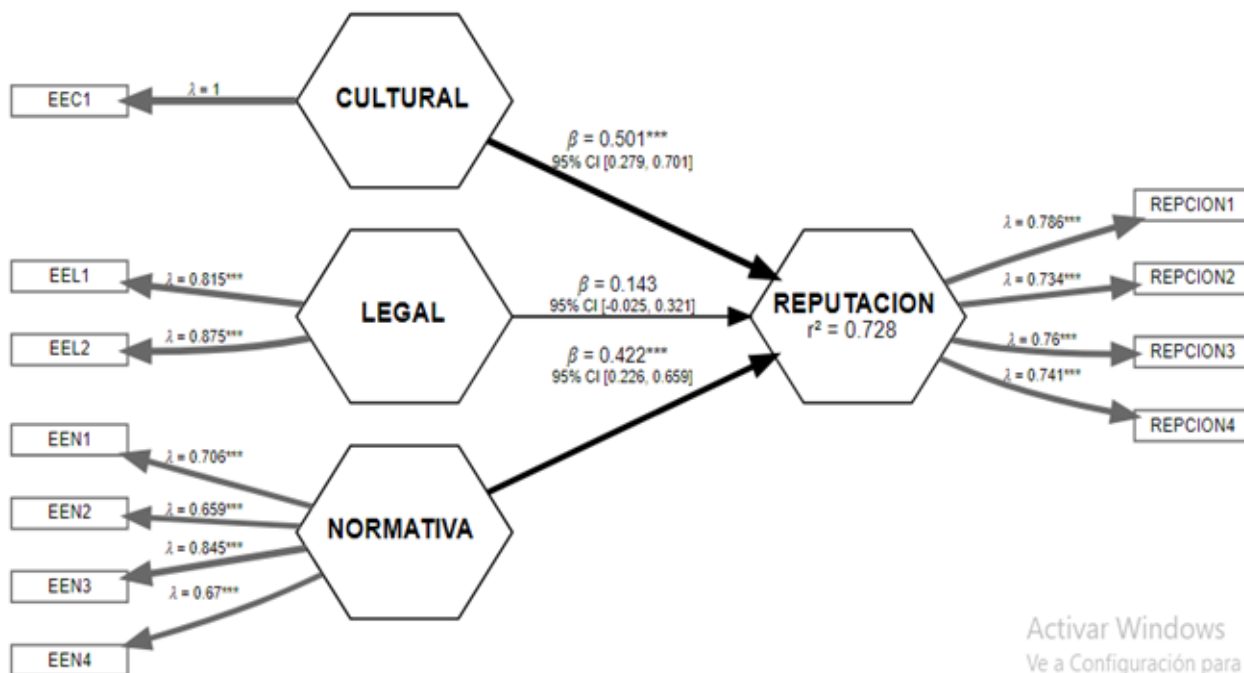 CULTURAL
EEC1
λ = 1
β = 0.501***
95% CI [0.279, 0.701]
EEL1
λ = 0.815***
LEGAL
EEL2
λ = 0.875***
β = 0.143
95% CI [-0.025, 0.321]
REPUTACION
r² = 0.728
β = 0.422***
95% CI [0.226, 0.659]
EEN1
λ = 0.706***
EEN2
λ = 0.659***
NORMATIVA
λ = 0.845***
EEN3
λ = 0.67***
EEN4
λ = 0.786***
REPCION1
λ = 0.734***
REPCION2
λ = 0.76***
REPCION3
λ = 0.741***
REPCION4
Activar Windows
Ve a Configuración para